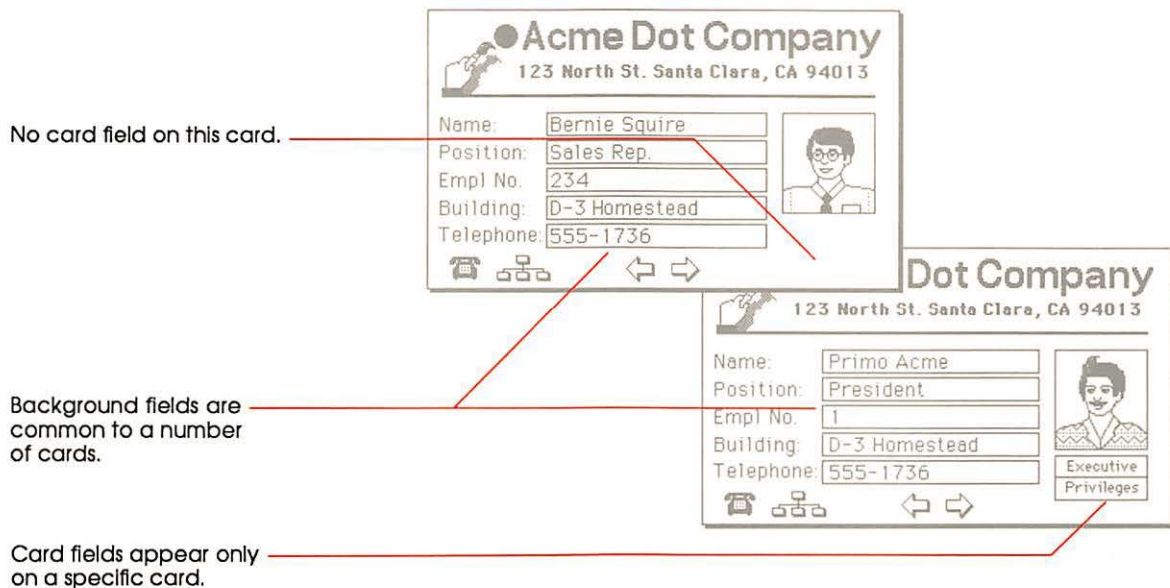 Acme Dot Company
123 North St. Santa Clara, CA 94013
No card field on this card.
Name: Bernie Squire
Position: Sales Rep.
Empl No. 234
Building: D-3 Homestead
Telephone: 555-1736
Dot Company
123 North St. Santa Clara, CA 94013
Name: Primo Acme
Position: President
Empl No. 1
Building: D-3 Homestead
Telephone: 555-1736
Executive
Privileges
Background fields are
common to a number
of cards.
Card fields appear only
on a specific card.